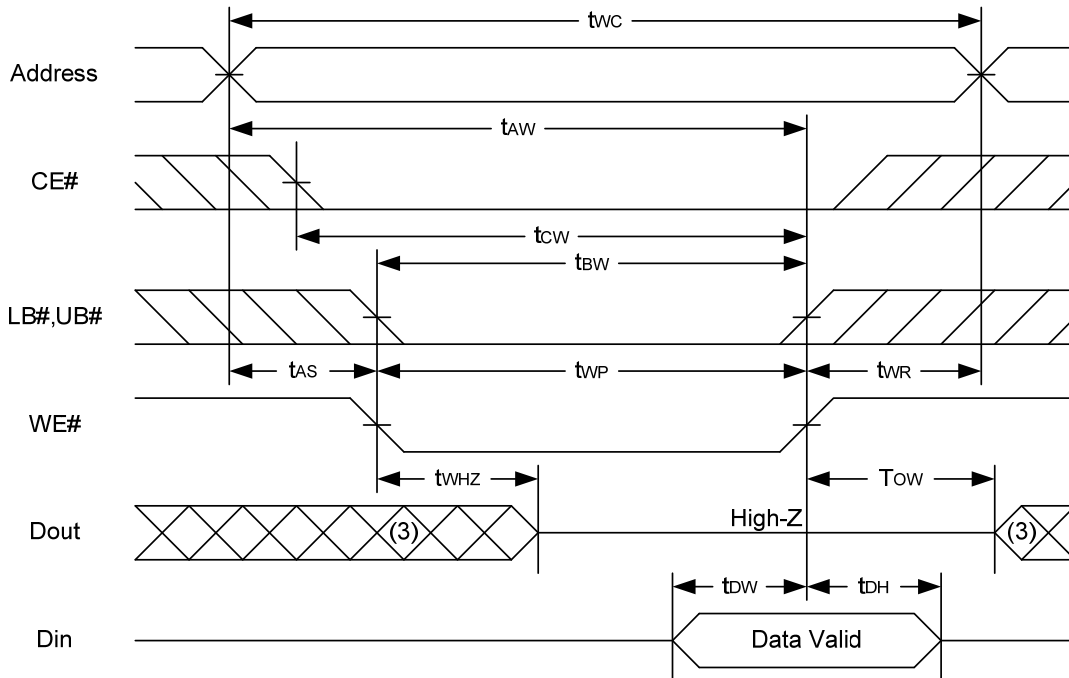 tWC
Address
tAW
CE#
tCW
tBW
LB#,UB#
tAS tWP tWR
WE#
tWHZ TOW
Dout (3) High-Z (3)
tDW tDH
Din Data Valid